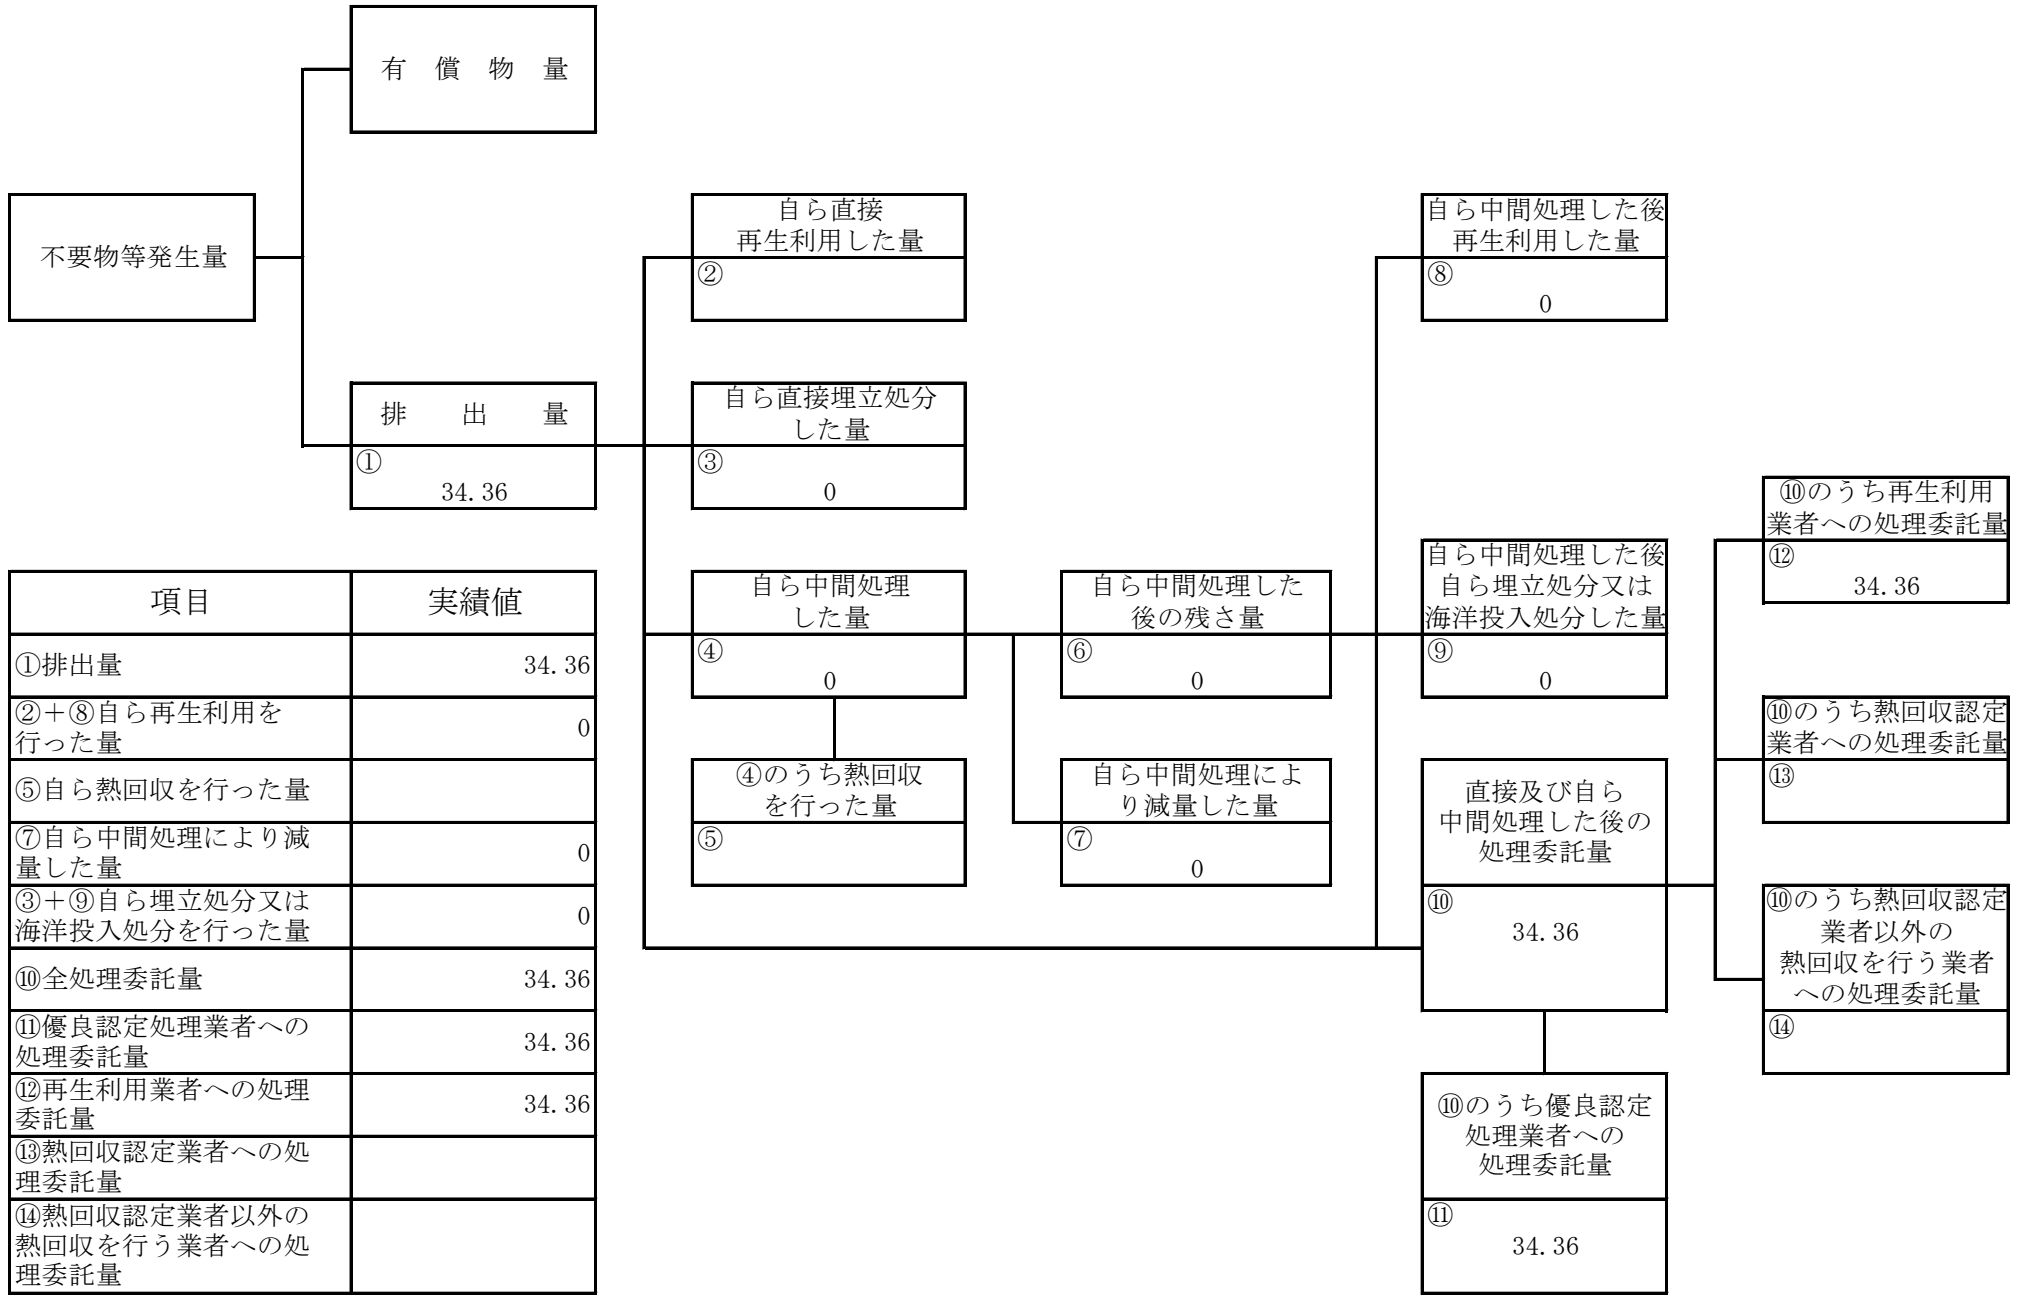 有　償　物　量
不要物等発生量
排　出　量
①
34.36
自ら直接
再生利用した量
②
自ら直接埋立処分
した量
③
0
自ら中間処理
した量
④
0
④のうち熱回収
を行った量
⑤
自ら中間処理した
後の残さ量
⑥
0
自ら中間処理によ
り減量した量
⑦
0
自ら中間処理した後
再生利用した量
⑧
0
自ら中間処理した後
自ら埋立処分又は
海洋投入処分した量
⑨
0
直接及び自ら
中間処理した後の
処理委託量
⑩
34.36
⑩のうち優良認定
処理業者への
処理委託量
⑪
34.36
⑩のうち再生利用
業者への処理委託量
⑫
34.36
⑩のうち熱回収認定
業者への処理委託量
⑬
⑩のうち熱回収認定
業者以外の
熱回収を行う業者
への処理委託量
⑭
項目　実績値
①排出量　34.36
②＋⑧自ら再生利用を
行った量　0
⑤自ら熱回収を行った量
⑦自ら中間処理により減
量した量　0
③＋⑨自ら埋立処分又は
海洋投入処分を行った量　0
⑩全処理委託量　34.36
⑪優良認定処理業者への
処理委託量　34.36
⑫再生利用業者への処理
委託量　34.36
⑬熱回収認定業者への処
理委託量
⑭熱回収認定業者以外の
熱回収を行う業者への処
理委託量